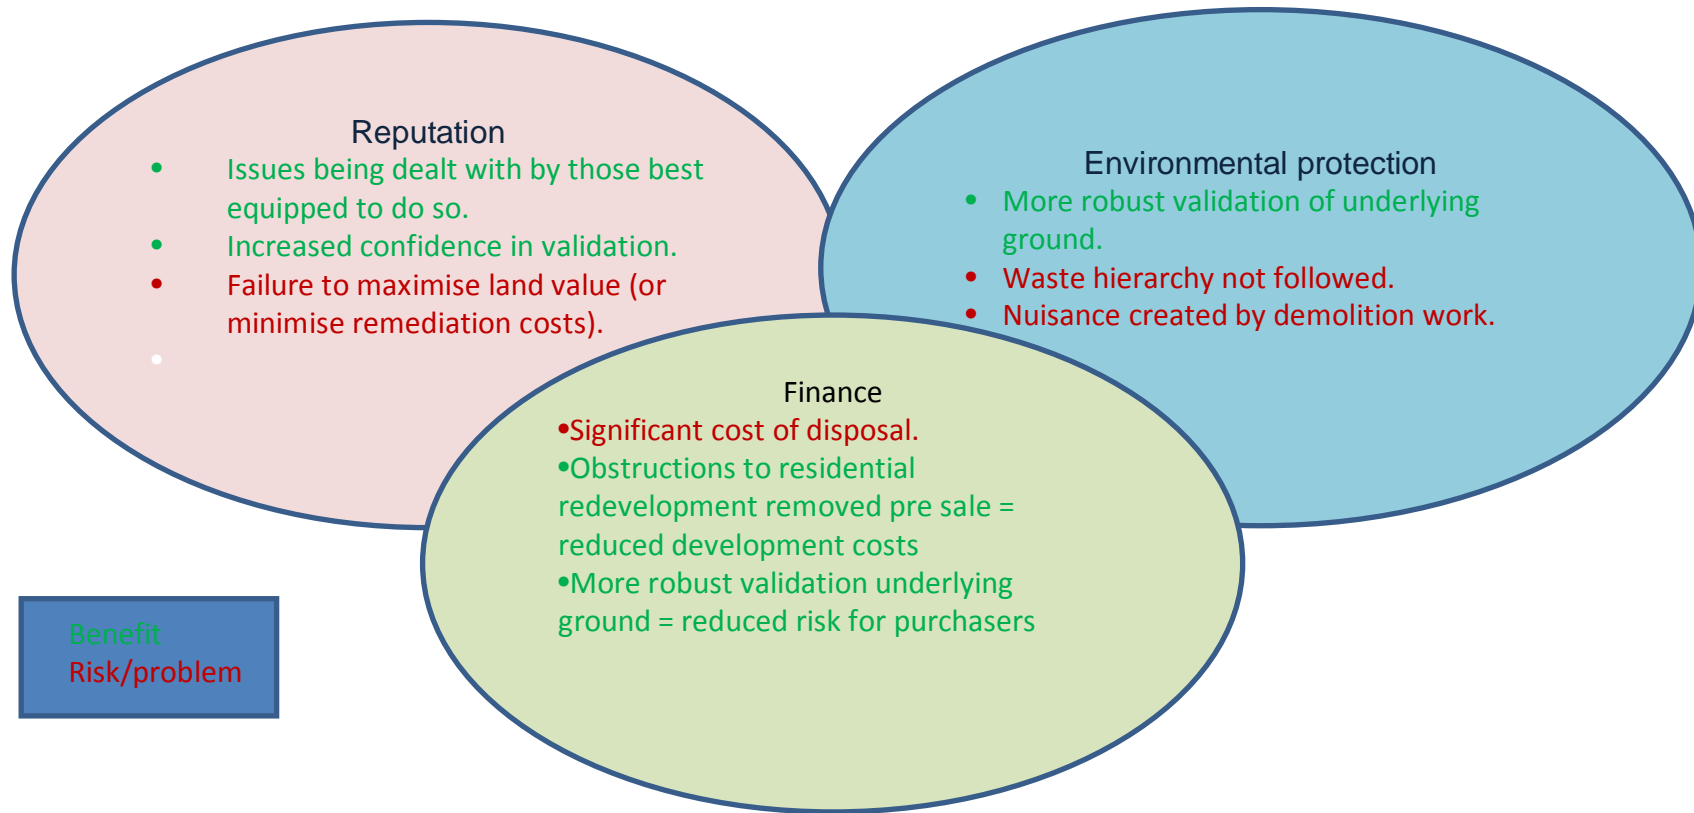 Reputation
• Issues being dealt with by those best
equipped to do so.
• Increased confidence in validation.
• Failure to maximise land value (or
minimise remediation costs).
•
Environmental protection
• More robust validation of underlying
ground.
• Waste hierarchy not followed.
• Nuisance created by demolition work.
Finance
•Significant cost of disposal.
•Obstructions to residential
redevelopment removed pre sale =
reduced development costs
•More robust validation underlying
ground = reduced risk for purchasers
Benefit
Risk/problem